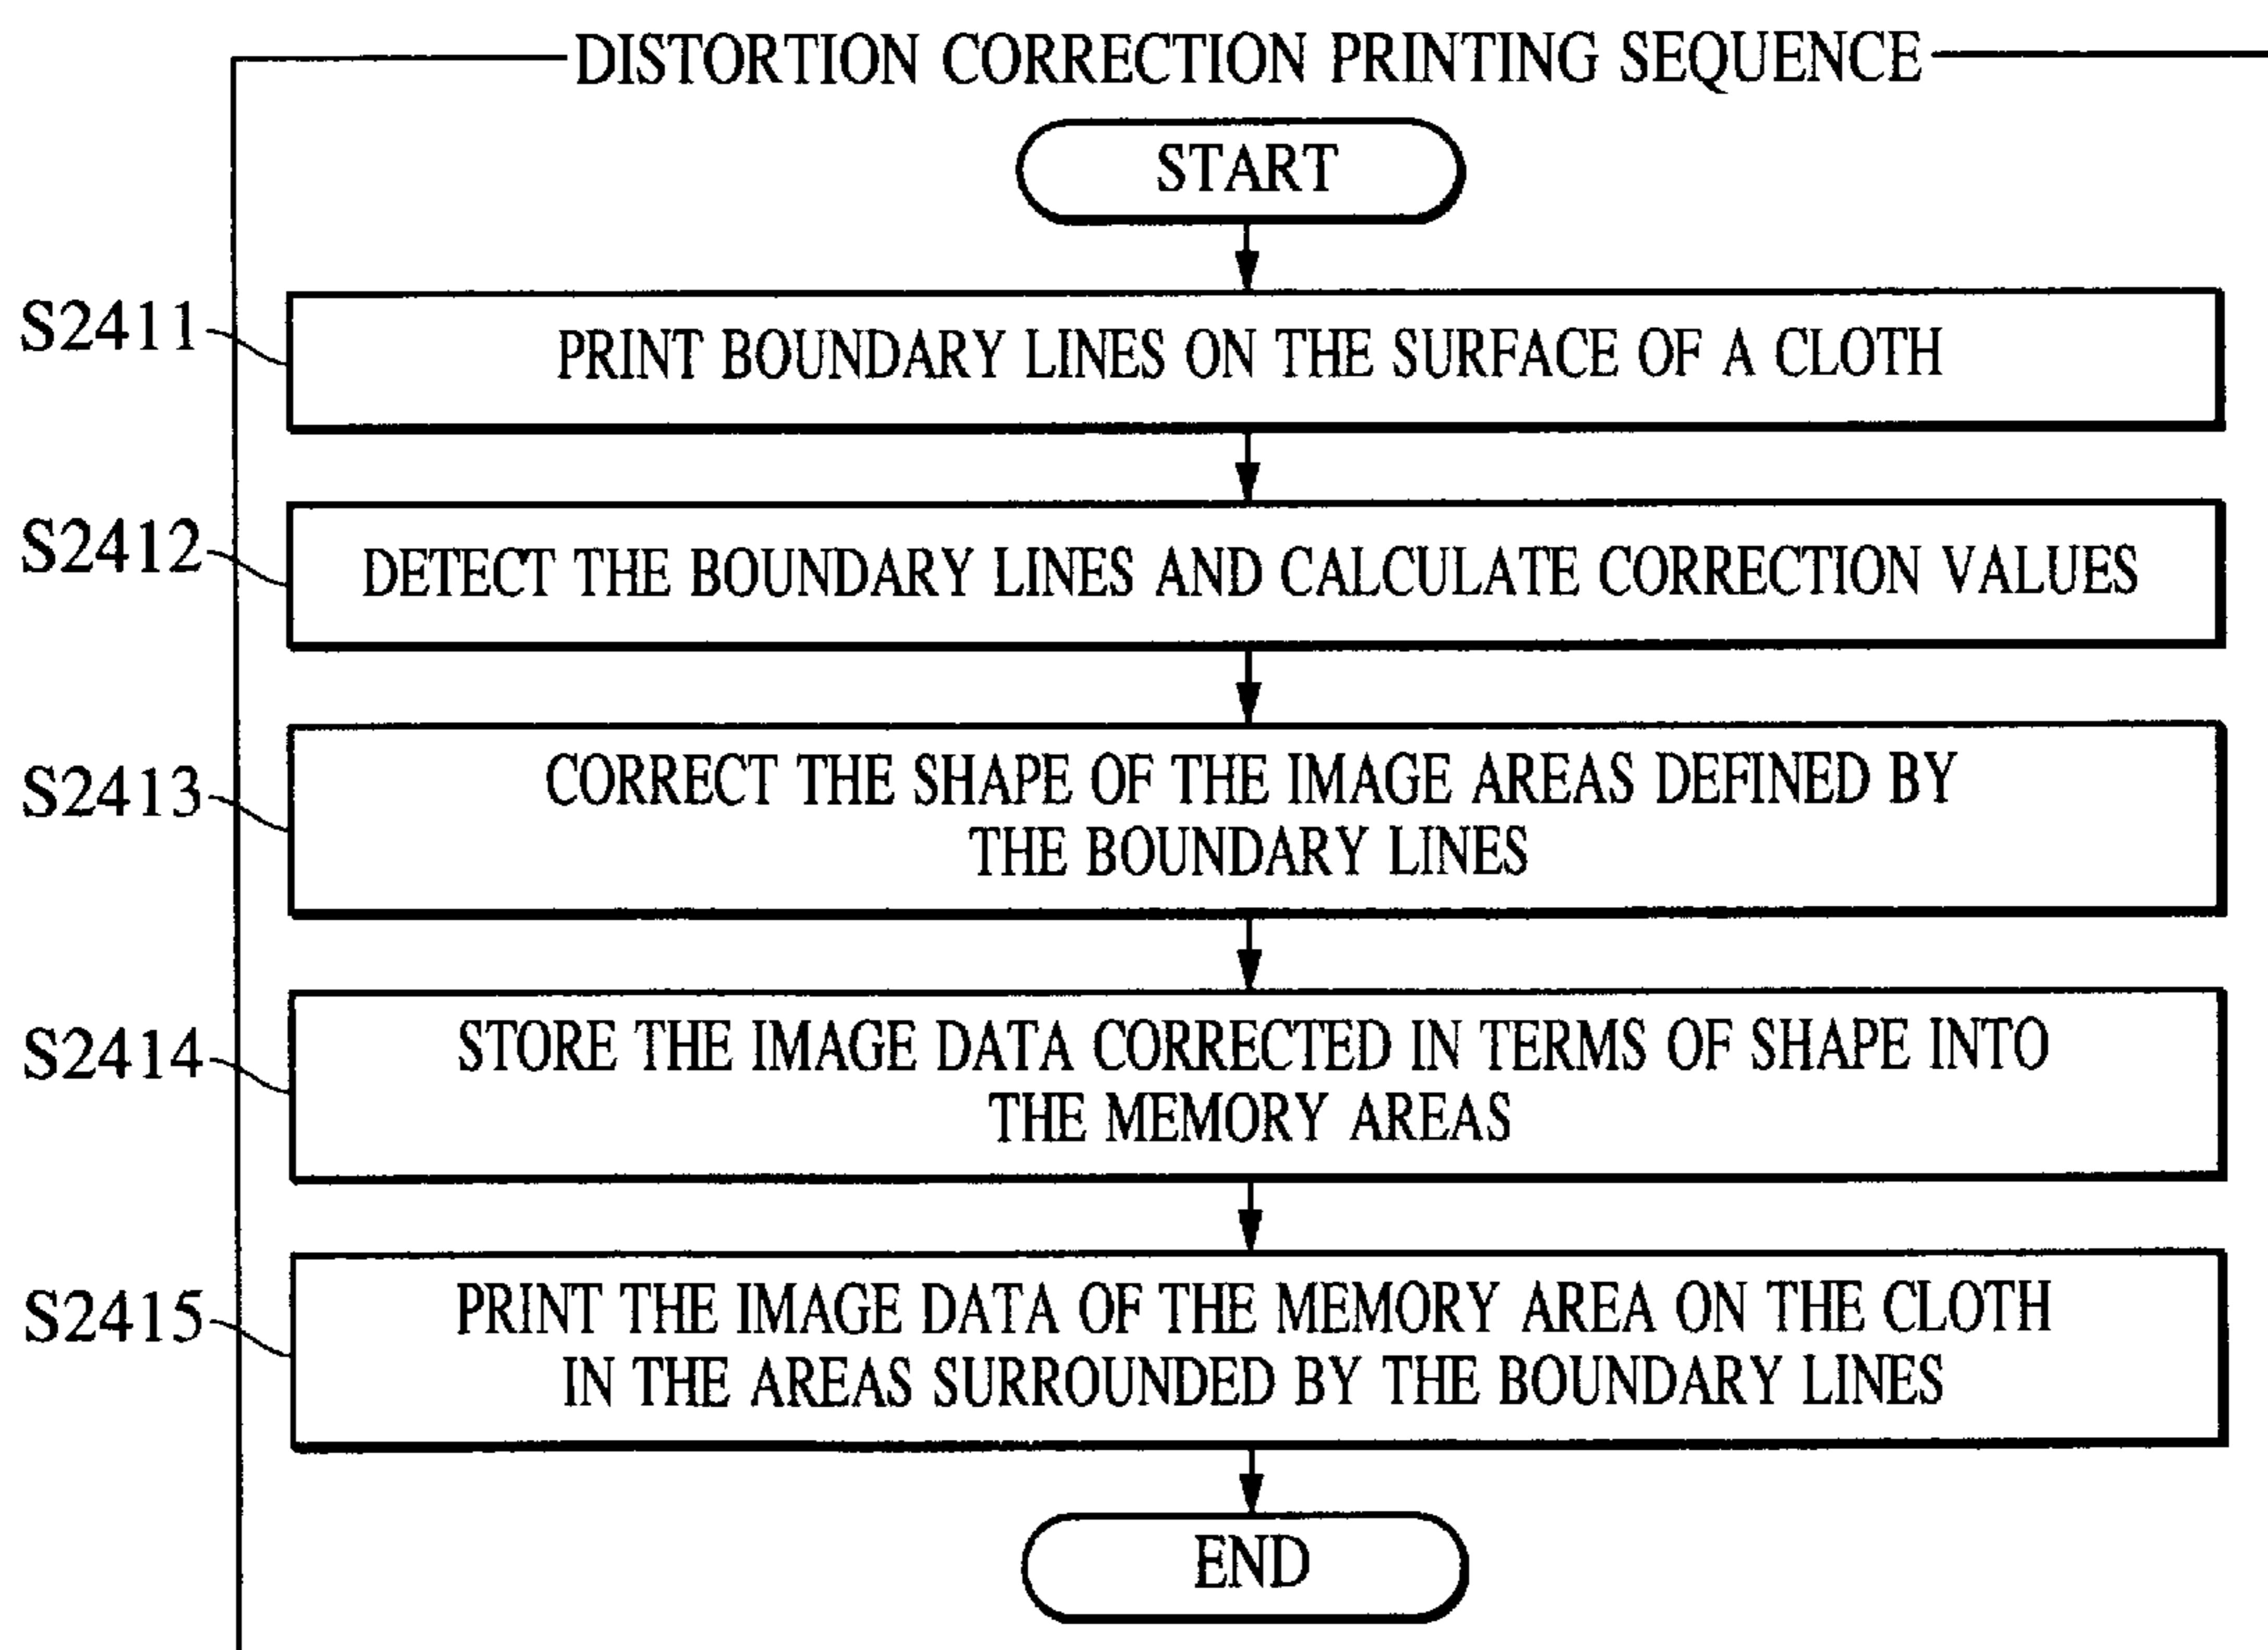 DISTORTION CORRECTION PRINTING SEQUENCE
START
S2411
PRINT BOUNDARY LINES ON THE SURFACE OF A CLOTH
S2412
DETECT THE BOUNDARY LINES AND CALCULATE CORRECTION VALUES
S2413
CORRECT THE SHAPE OF THE IMAGE AREAS DEFINED BY
THE BOUNDARY LINES
S2414
STORE THE IMAGE DATA CORRECTED IN TERMS OF SHAPE INTO
THE MEMORY AREAS
S2415
PRINT THE IMAGE DATA OF THE MEMORY AREA ON THE CLOTH
IN THE AREAS SURROUNDED BY THE BOUNDARY LINES
END